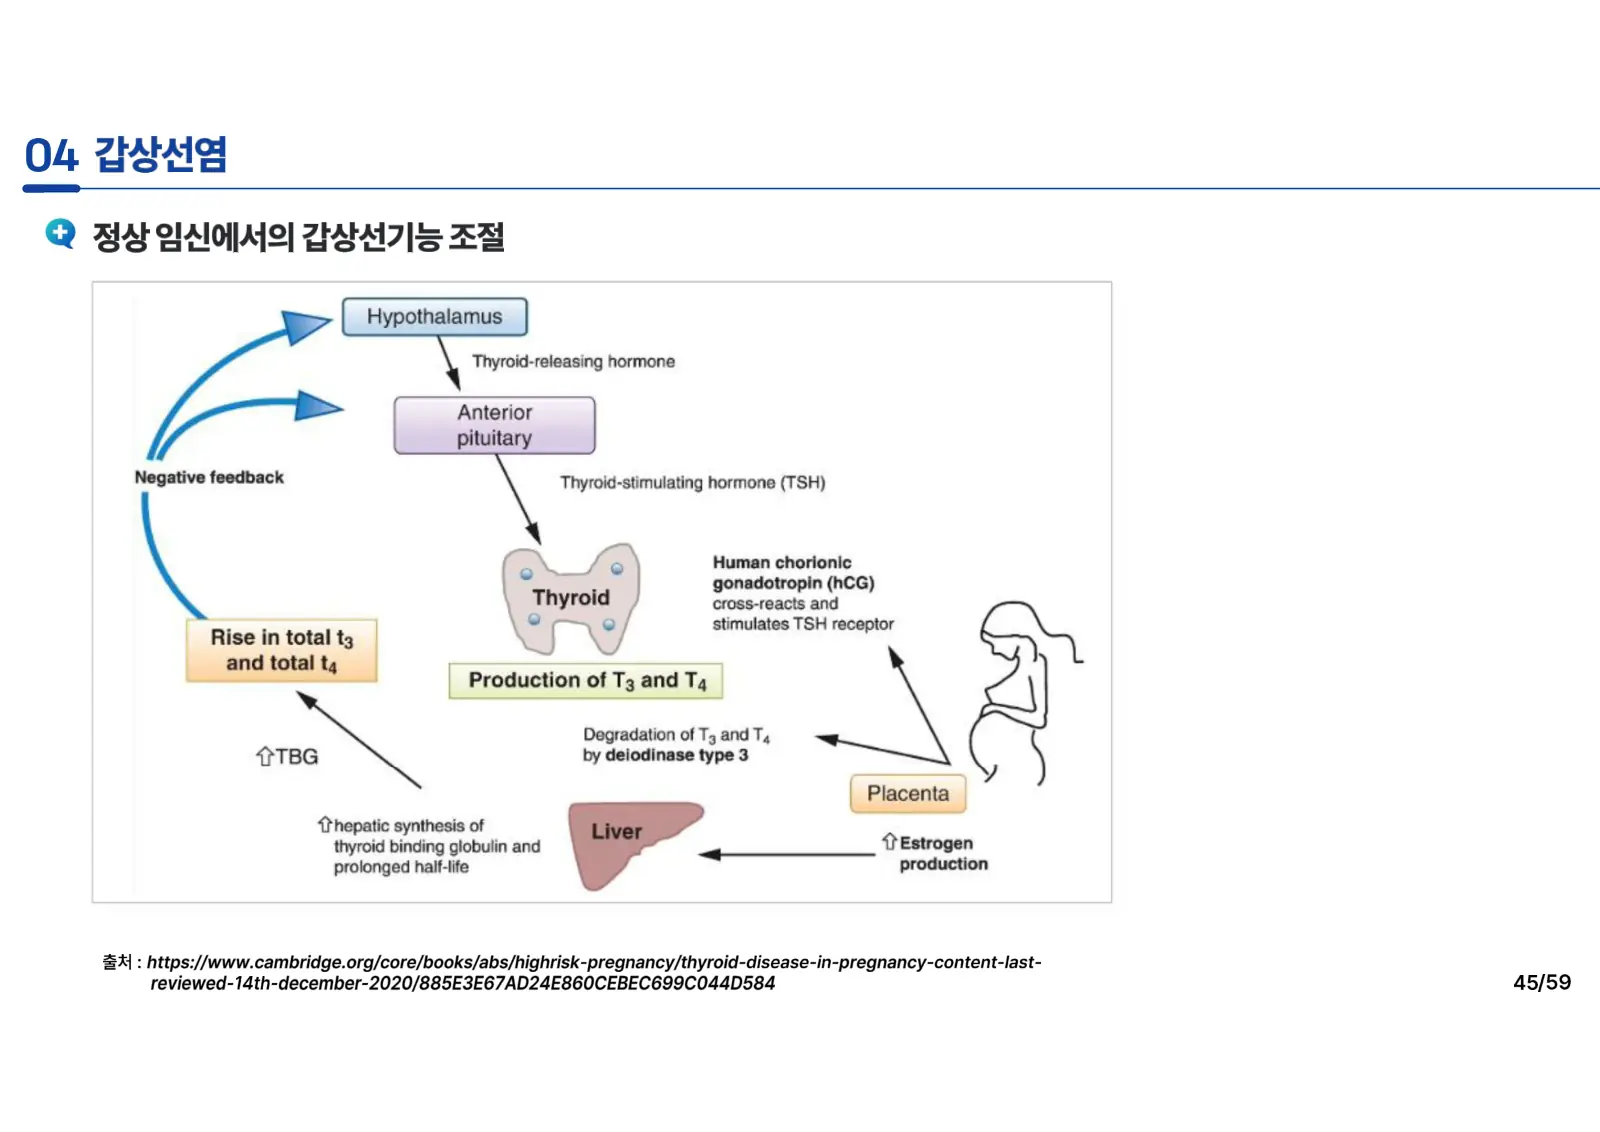 04 갑상선염
정상 임신에서의 갑상선기능 조절
Hypothalamus
Thyroid-releasing hormone
Anterior
pituitary
Negative feedback
Thyroid-stimulating hormone (TSH)
Human chorionic
gonadotropin (hCG)
cross-reacts and
stimulates TSH receptor
Thyroid
Rise in total t₃
and total t₄
Production of T₃ and T₄
Degradation of T₃ and T₄
by deiodinase type 3
⇧TBG
Placenta
⇧hepatic synthesis of
thyroid binding globulin and
prolonged half-life
Liver
⇧Estrogen
production
출처 : https://www.cambridge.org/core/books/abs/highrisk-pregnancy/thyroid-disease-in-pregnancy-content-last-
reviewed-14th-december-2020/885E3E67AD24E860CEBEC699C044D584
45/59